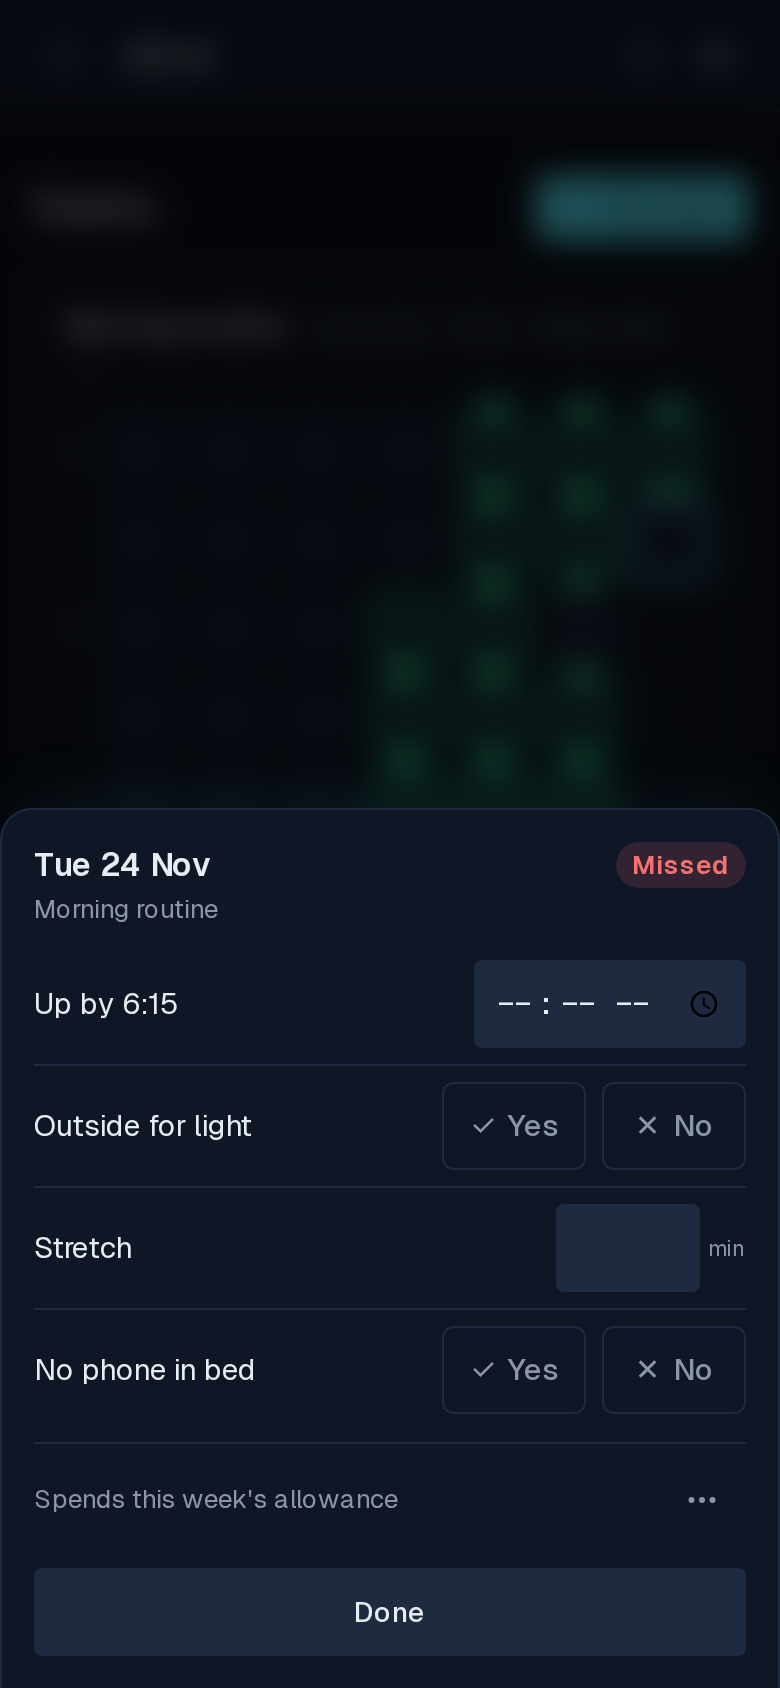 Tue 24 Nov
Missed
Morning routine
Up by 6:15
--:-- --
Outside for light
Yes
No
Stretch
min
No phone in bed
Yes
No
Spends this week's allowance
Done